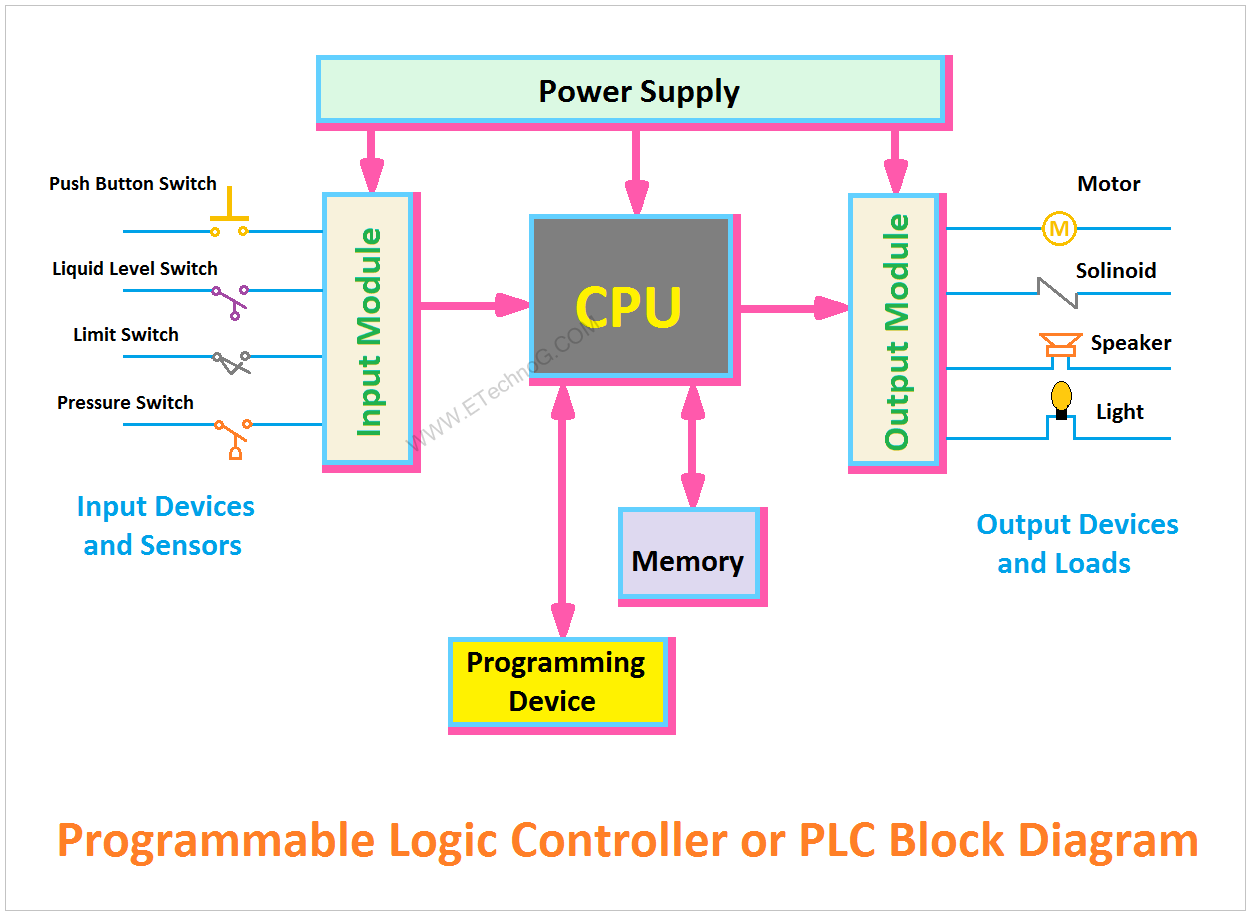 Power Supply
Push Button Switch
Liquid Level Switch
Limit Switch
Pressure Switch
Input Module
CPU
Output Module
Motor
M
Solinoid
Speaker
Light
WWW.ETechnoG.COM
Input Devices
and Sensors
Output Devices
and Loads
Memory
Programming
Device
Programmable Logic Controller or PLC Block Diagram